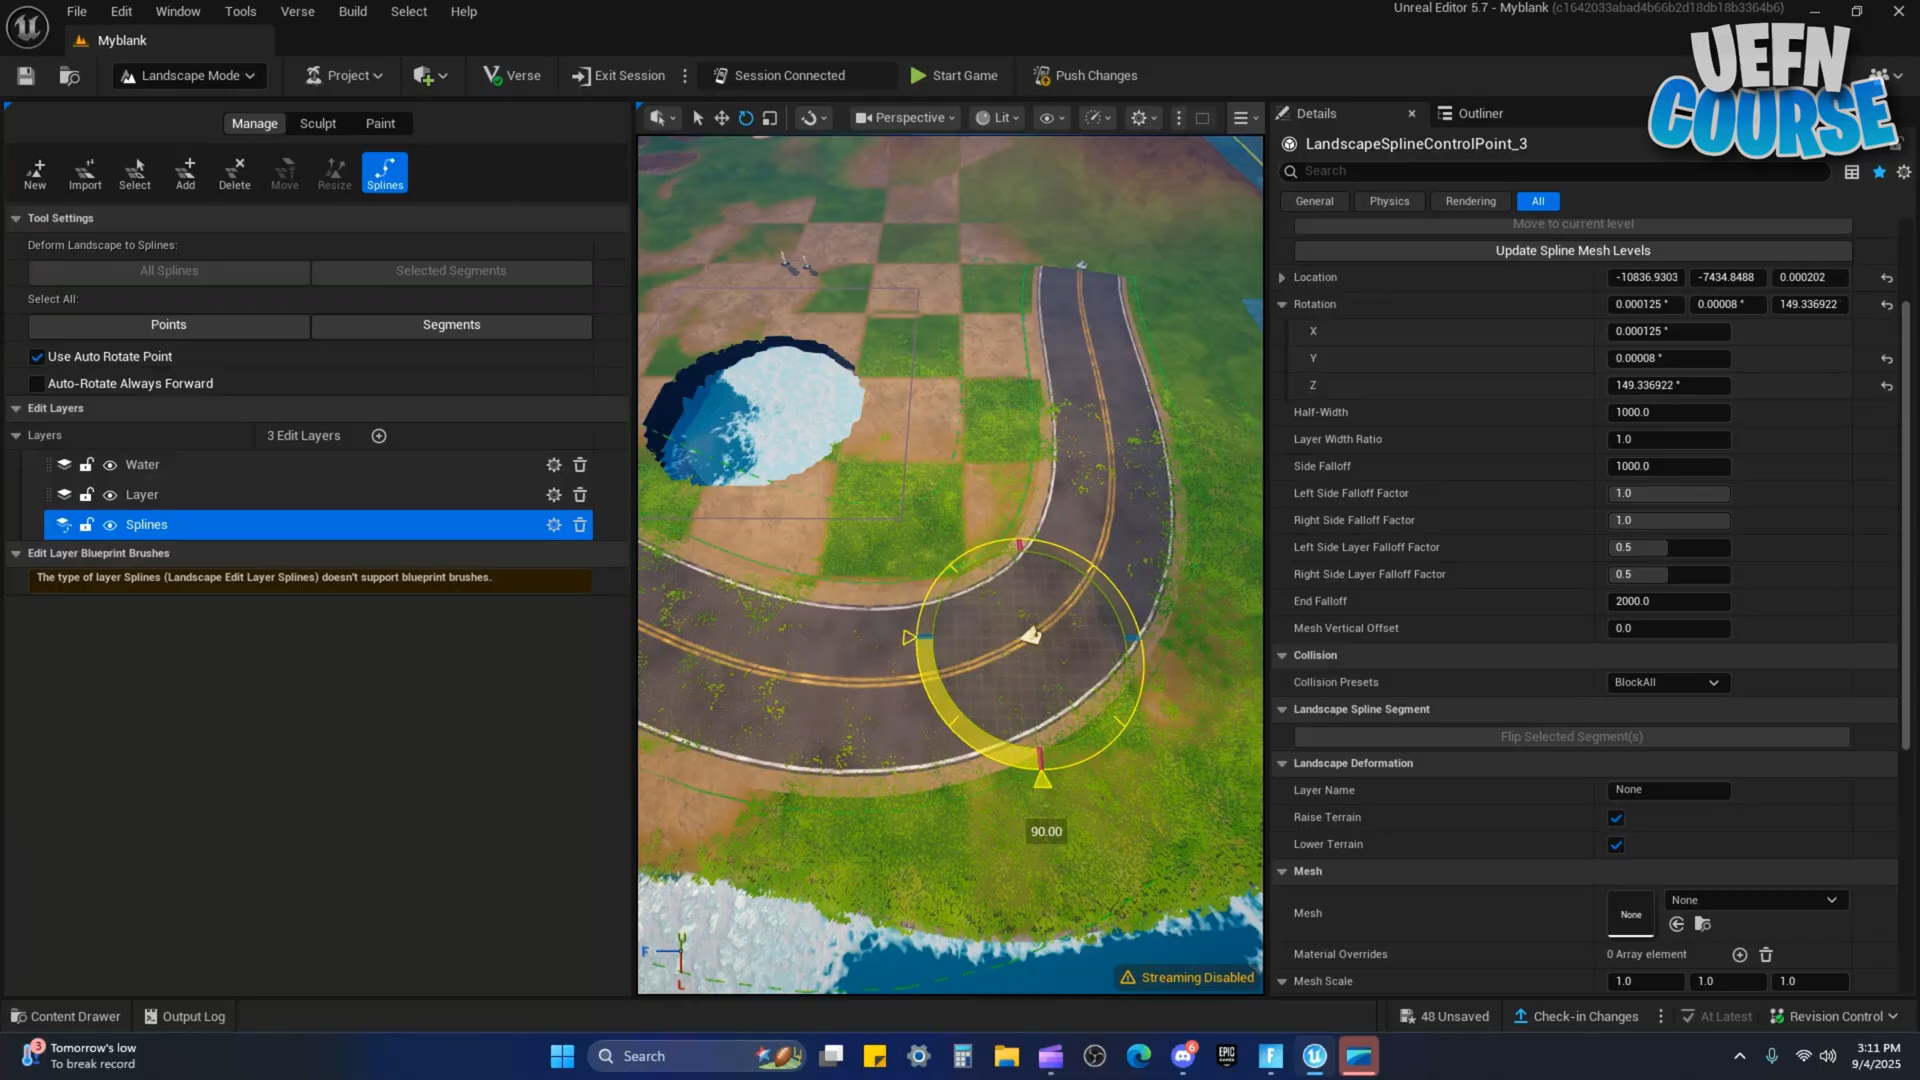 File Edit Window Tools Verse Build Select Help
Unreal Editor 5.7 - Myblank (c1642033abad4b66b2d18db18b3364b6)
Myblank
UEFN
COURSE
Landscape Mode
Project
Verse
Exit Session
Session Connected
Start Game
Push Changes
Manage Sculpt Paint
New Import Select Add Delete Move Resize Splines
Tool Settings
Deform Landscape to Splines:
All Splines Selected Segments
Select All:
Points Segments
Use Auto Rotate Point
Auto-Rotate Always Forward
Edit Layers
Layers 3 Edit Layers
Water
Layer
Splines
Edit Layer Blueprint Brushes
The type of layer Splines (Landscape Edit Layer Splines) doesn't support blueprint brushes.
Perspective Lit
90.00
F
L
Streaming Disabled
Details Outliner
LandscapeSplineControlPoint_3
Search
General Physics Rendering All
Move to current level
Update Spline Mesh Levels
Location -10836.9303 -7434.8488 0.000202
Rotation 0.000125 ° 0.00008 ° 149.336922
X 0.000125 °
Y 0.00008 °
Z 149.336922 °
Half-Width 1000.0
Layer Width Ratio 1.0
Side Falloff 1000.0
Left Side Falloff Factor 1.0
Right Side Falloff Factor 1.0
Left Side Layer Falloff Factor 0.5
Right Side Layer Falloff Factor 0.5
End Falloff 2000.0
Mesh Vertical Offset 0.0
Collision
Collision Presets BlockAll
Landscape Spline Segment
Flip Selected Segment(s)
Landscape Deformation
Layer Name None
Raise Terrain
Lower Terrain
Mesh
Mesh None None
Material Overrides 0 Array element
Mesh Scale 1.0 1.0 1.0
Content Drawer Output Log
48 Unsaved Check-in Changes At Latest Revision Control
3 Tomorrow's low
To break record
Search
6
EPIC
GAMES
3:11 PM
9/4/2025